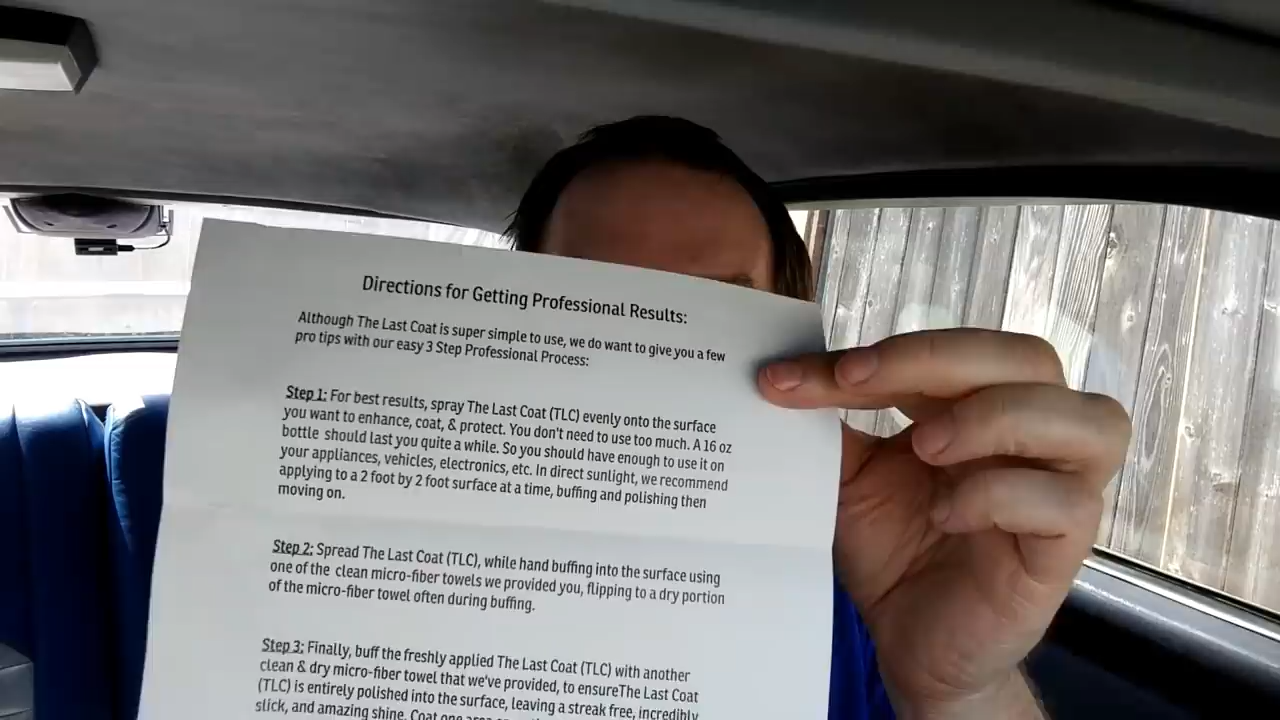 Directions for Getting Professional Results:
Although The Last Coat is super simple to use, we do want to give you a few
pro tips with our easy 3 Step Professional Process:
Step 1: For best results, spray The Last Coat (TLC) evenly onto the surface
you want to enhance, coat, & protect. You don't need to use too much. A 16 oz
bottle should last you quite a while. So you should have enough to use it on
your appliances, vehicles, electronics, etc. In direct sunlight, we recommend
applying to a 2 foot by 2 foot surface at a time, buffing and polishing then
moving on.
Step 2: Spread The Last Coat (TLC), while hand buffing into the surface using
one of the clean micro-fiber towels we provided you, flipping to a dry portion
of the micro-fiber towel often during buffing.
Step 3: Finally, buff the freshly applied The Last Coat (TLC) with another
clean & dry micro-fiber towel that we've provided, to ensureThe Last Coat
(TLC) is entirely polished into the surface, leaving a streak free, incredibly
slick, and amazing shine. Coat one area